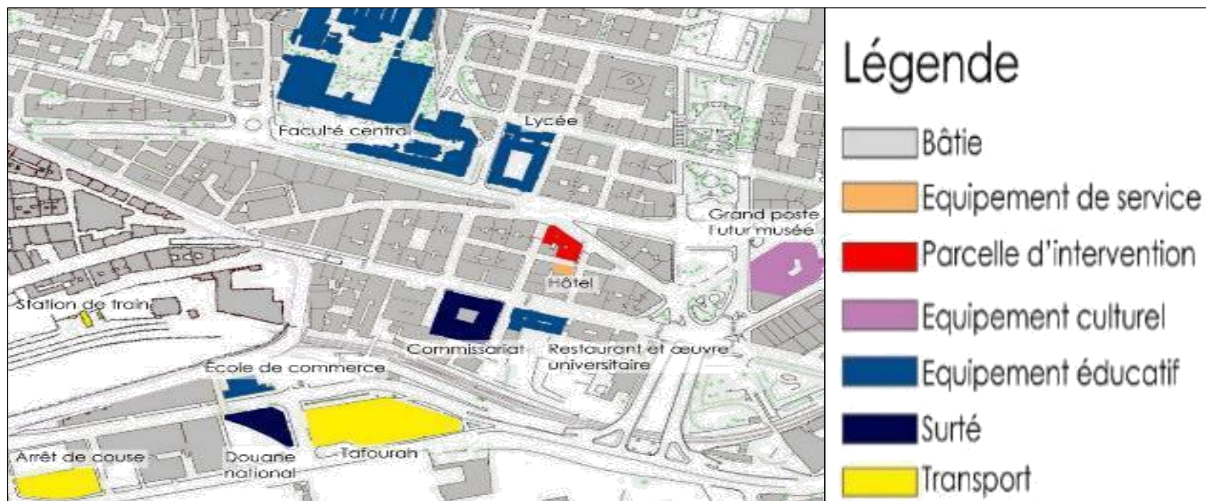 Faculté central
Lycée
Grand poste
Futur musée
Hôtel
Station de train
Commissariat
Restaurant et œuvre
universitaire
Ecole de commerce
Arrêt de couse
Douane
national
Tafourah
Légende
Bâtie
Equipement de service
Parcelle d'intervention
Equipement culturel
Equipement éducatif
Surté
Transport